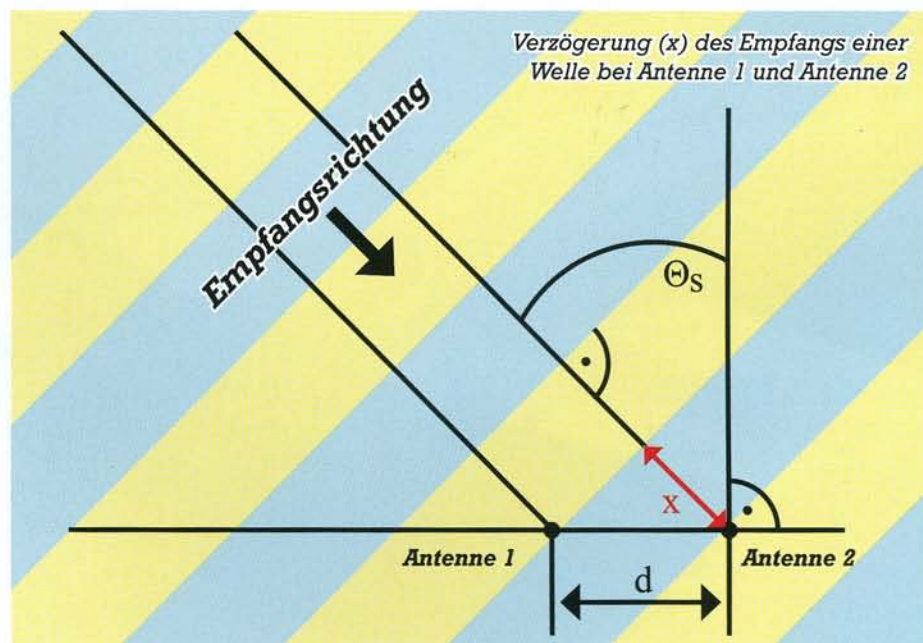 Verzögerung (x) des Empfangs einer
Welle bei Antenne 1 und Antenne 2
Empfangsrichtung
Θs
x
Antenne 1
Antenne 2
d